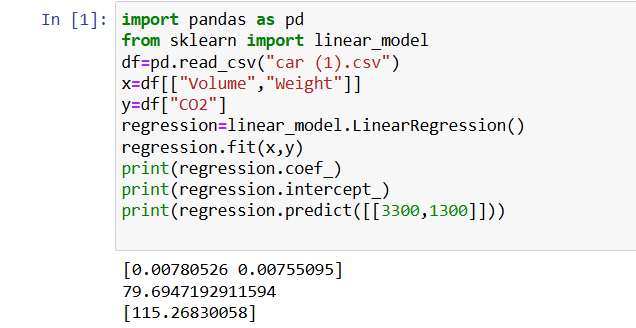 In [1]: import pandas as pd
from sklearn import linear_model
df=pd.read_csv("car (1).csv")
x=df[["Volume","Weight"]]
y=df["CO2"]
regression=linear_model.LinearRegression()
regression.fit(x,y)
print(regression.coef_)
print(regression.intercept_)
print(regression.predict([[3300,1300]]))
[0.00780526 0.00755095]
79.6947192911594
[115.26830058]